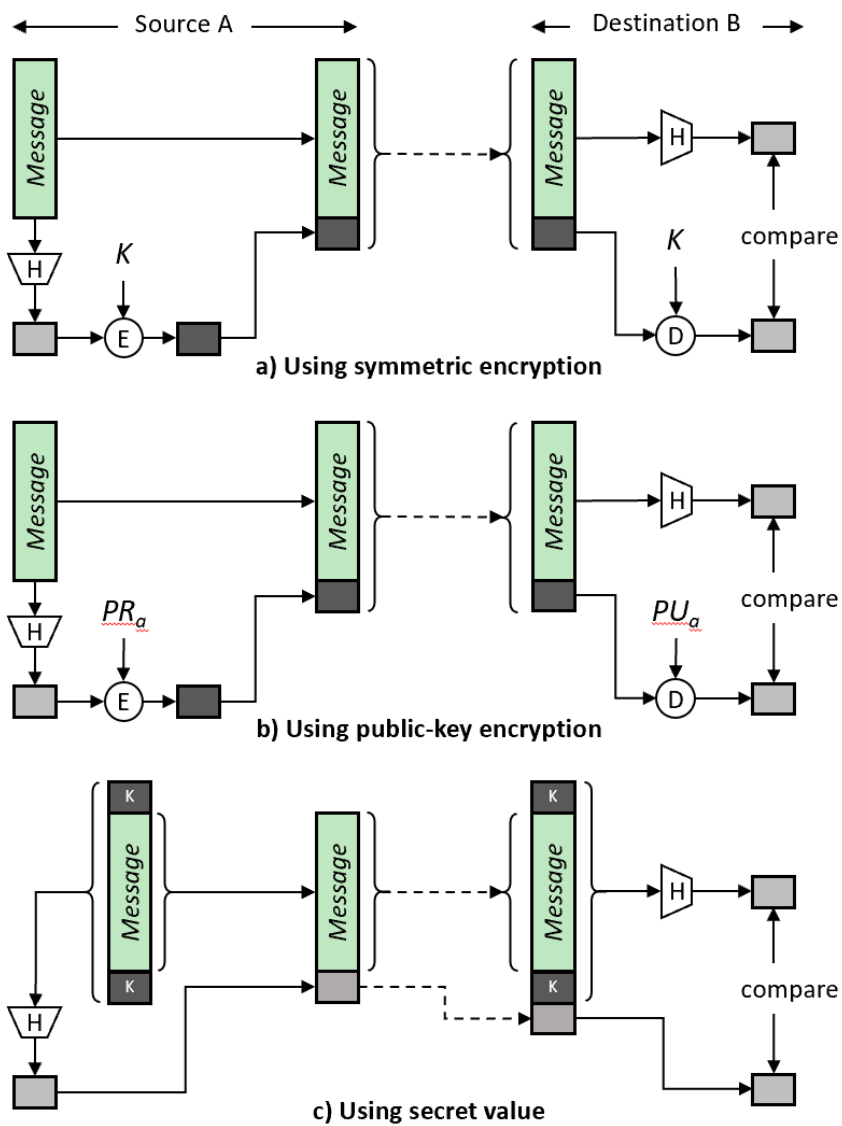 Source A
Destination B
Message
Message
Message
H
H
K
K
compare
E
D
a) Using symmetric encryption
Message
Message
Message
H
H
PRa
PUa
compare
E
D
b) Using public-key encryption
K
K
Message
Message
Message
H
K
K
H
compare
c) Using secret value